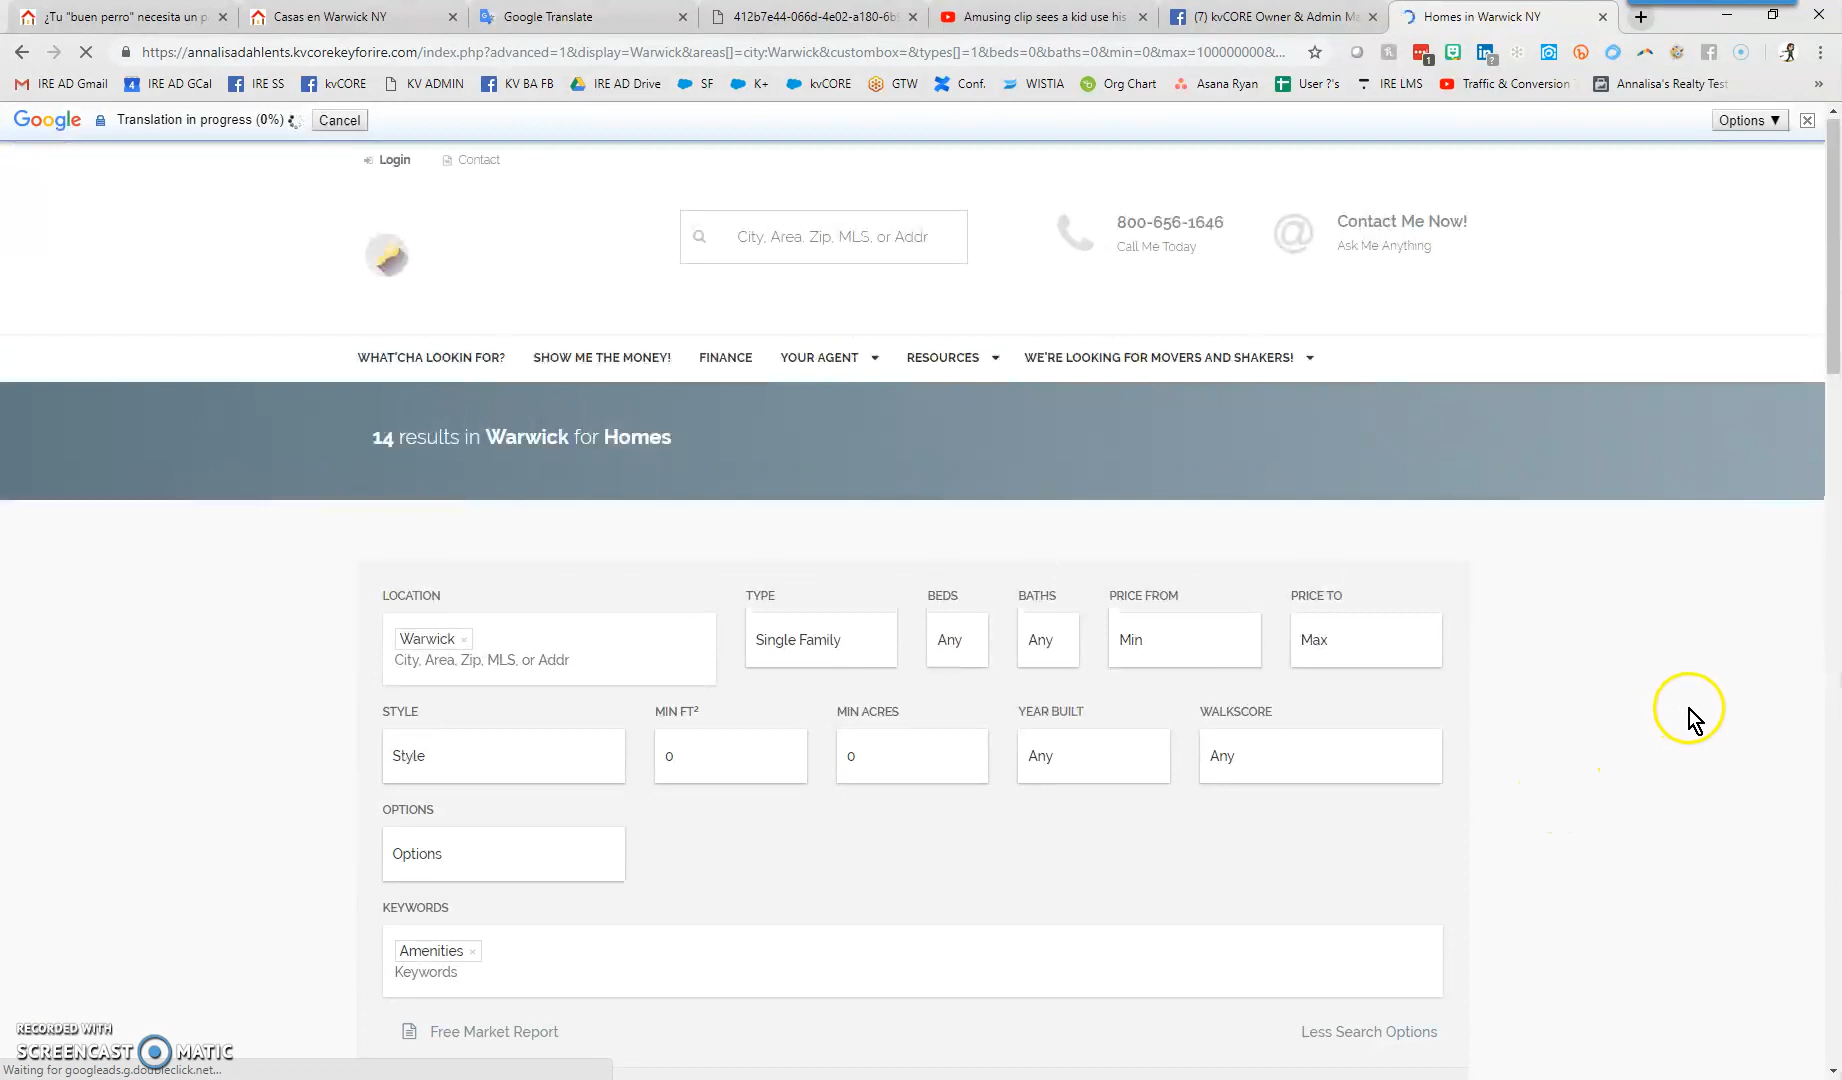 ¿Tu "buen perro" necesita un p
Casas en Warwick NY
Google Translate
412b7e44-066d-4e02-a180-6b
Amusing clip sees a kid use his
(7) kvCORE Owner & Admin Ma
Homes in Warwick NY
https://annalisadahlents.kvcorekeyforire.com/index.php?advanced=1&display=Warwick&areas[]=city:Warwick&custombox=&types[]=1&beds=0&baths=0&min=0&max=100000000&...
IRE AD Gmail
IRE AD GCal
IRE SS
kvCORE
KV ADMIN
KV BA FB
IRE AD Drive
SF
K+
kvCORE
GTW
Conf.
WISTIA
Org Chart
Asana Ryan
User ?'s
IRE LMS
Traffic & Conversion
Annalisa's Realty Test
»
Google
Translation in progress (0%)
Cancel
Options ▼
Login
Contact
City, Area, Zip, MLS, or Addr
800-656-1646
Call Me Today
Contact Me Now!
Ask Me Anything
WHAT'CHA LOOKIN FOR?
SHOW ME THE MONEY!
FINANCE
YOUR AGENT
RESOURCES
WE'RE LOOKING FOR MOVERS AND SHAKERS!
14 results in Warwick for Homes
LOCATION
TYPE
BEDS
BATHS
PRICE FROM
PRICE TO
Warwick ×
City, Area, Zip, MLS, or Addr
Single Family
Any
Any
Min
Max
STYLE
MIN FT²
MIN ACRES
YEAR BUILT
WALKSCORE
Style
0
0
Any
Any
OPTIONS
Options
KEYWORDS
Amenities ×
Keywords
Free Market Report
Less Search Options
RECORDED WITH
SCREENCAST MATIC
Waiting for googleads.g.doubleclick.net...